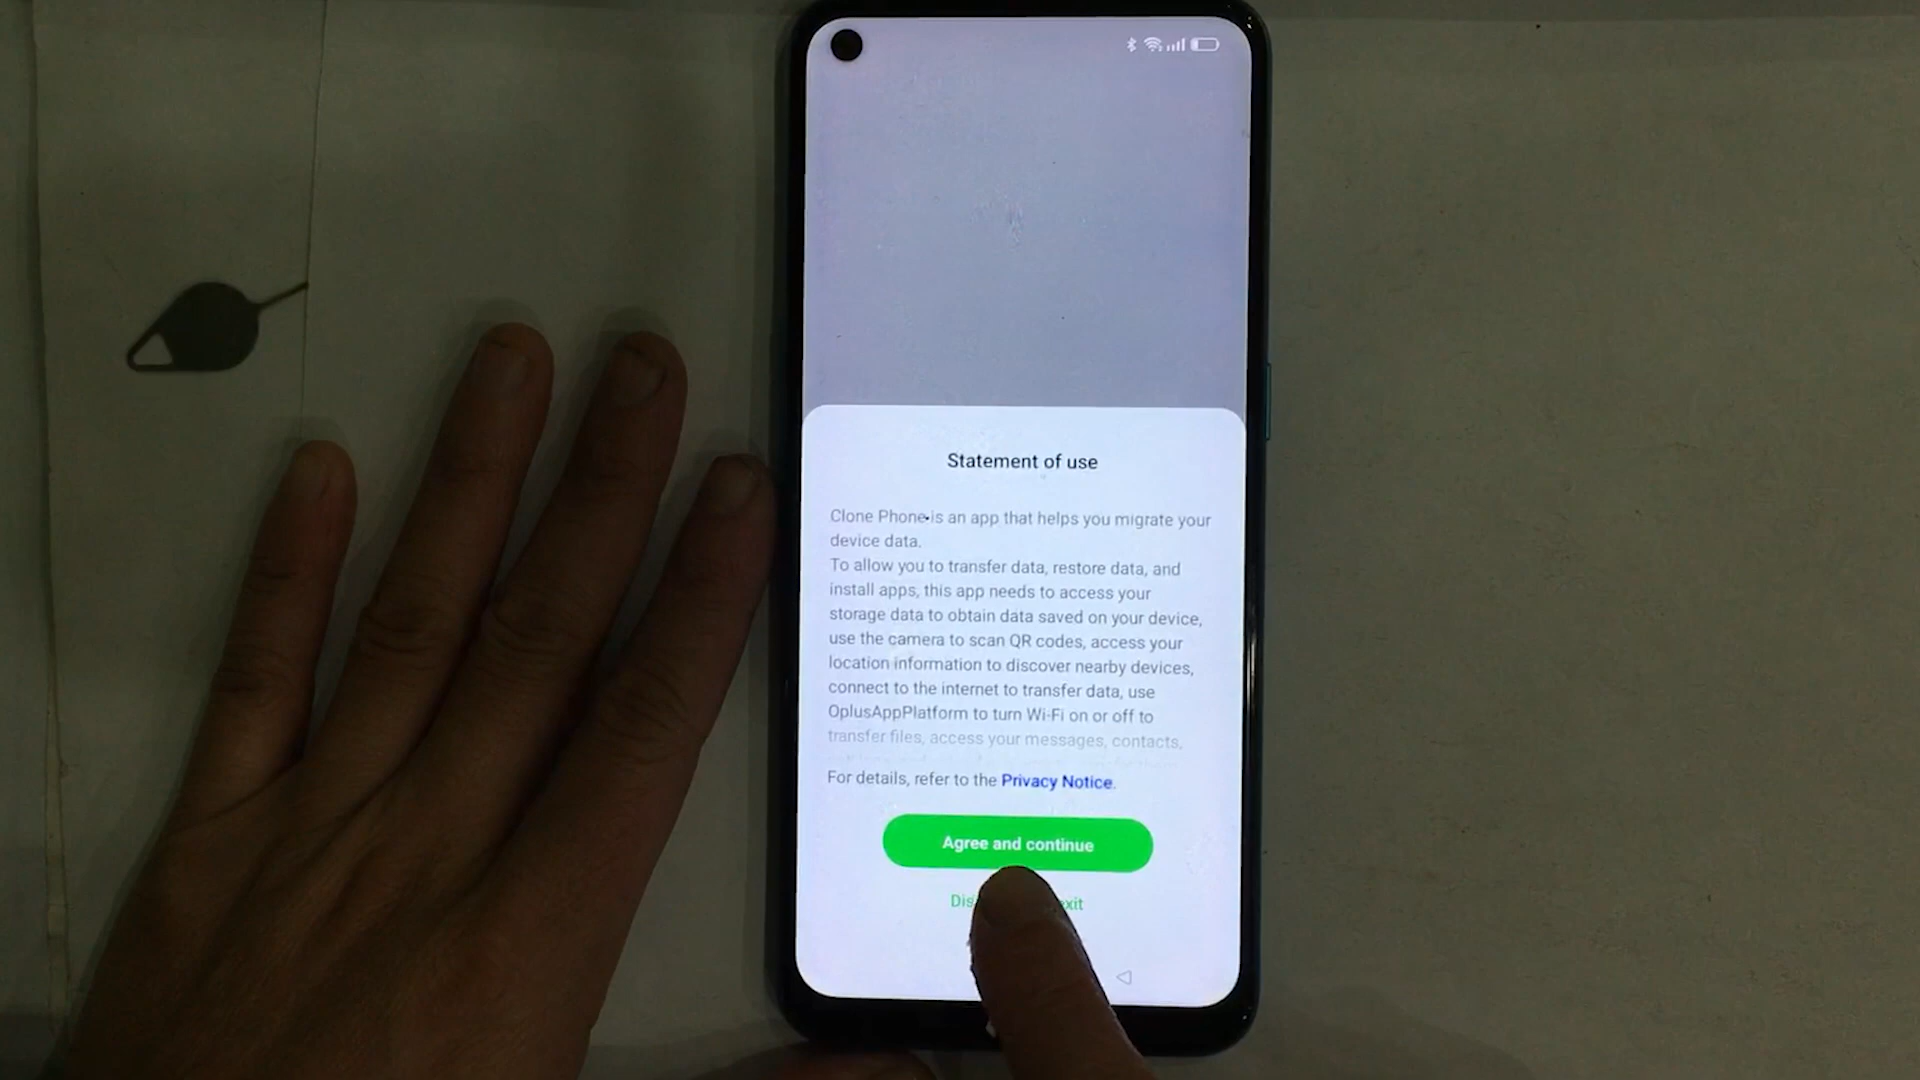 Statement of use
Clone Phone is an app that helps you migrate your
device data.
To allow you to transfer data, restore data, and
install apps, this app needs to access your
storage data to obtain data saved on your device,
use the camera to scan QR codes, access your
location information to discover nearby devices,
connect to the internet to transfer data, use
OplusAppPlatform to turn Wi-Fi on or off to
transfer files, access your messages, contacts,
For details, refer to the Privacy Notice.
Agree and continue